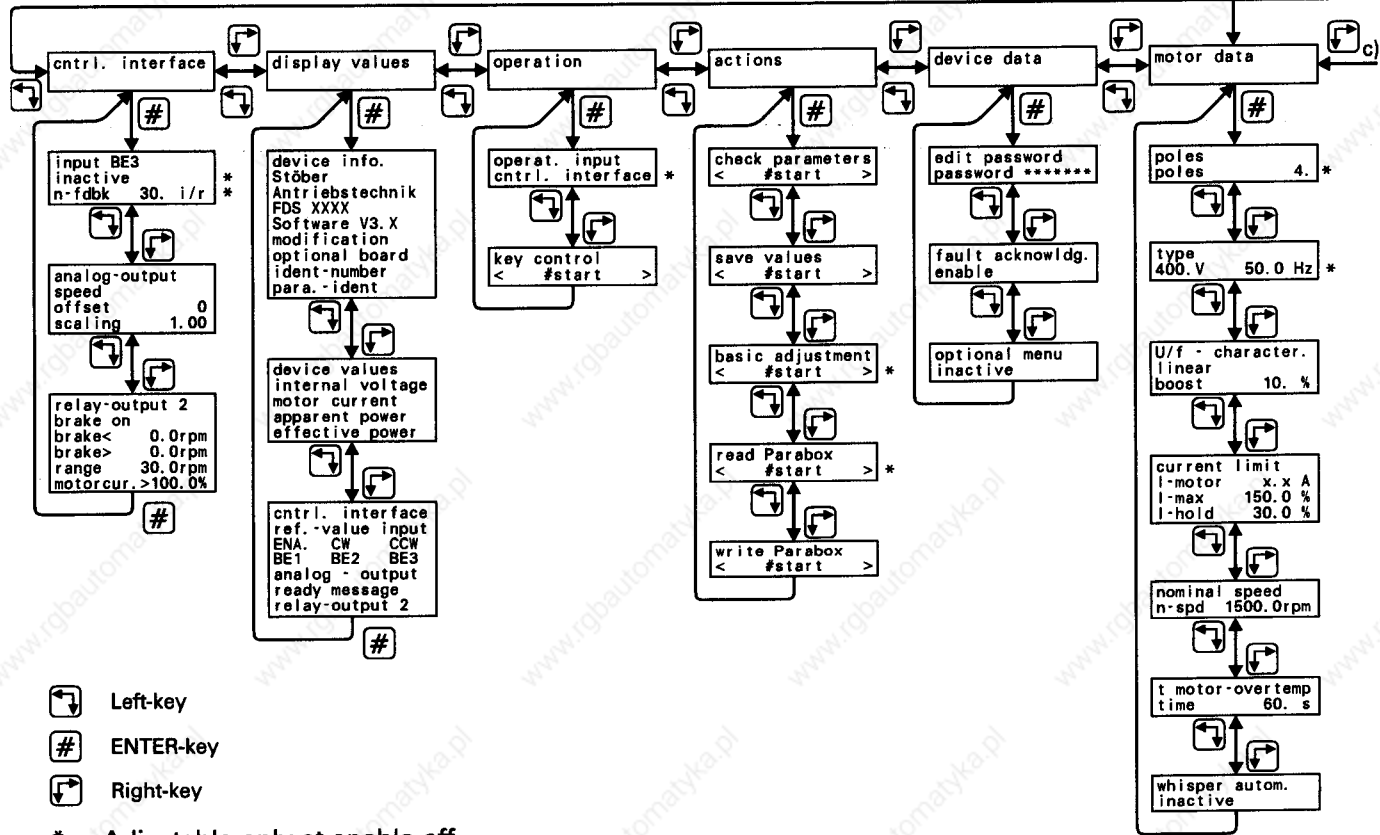 c)
cntrl. interface
display values
operation
actions
device data
motor data
#
#
#
#
#
#
input BE3
inactive *
n-fdbk 30. i/r *
analog-output
speed
offset 0
scaling 1.00
relay-output 2
brake on
brake< 0.0rpm
brake> 0.0rpm
range 30.0rpm
motorcur.>100.0%
#
device info.
Stöber
Antriebstechnik
FDS XXXX
Software V3.X
modification
optional board
ident-number
para.-ident
device values
internal voltage
motor current
apparent power
effective power
cntrl. interface
ref.-value input
ENA. CW CCW
BE1 BE2 BE3
analog - output
ready message
relay-output 2
#
operat. input
cntrl. interface *
key control
< #start >
check parameters
< #start >
save values
< #start >
basic adjustment
< #start > *
read Parabox
< #start > *
write Parabox
< #start >
edit password
password *******
fault acknowldg.
enable
optional menu
inactive
poles
poles 4. *
type
400.V 50.0 Hz *
U/f - character.
linear
boost 10. %
current limit
I-motor x.x A
I-max 150.0 %
I-hold 30.0 %
nominal speed
n-spd 1500.0rpm
t motor-overtemp
time 60. s
whisper autom.
inactive
Left-key
# ENTER-key
Right-key
www.rgbautomatyka.pl